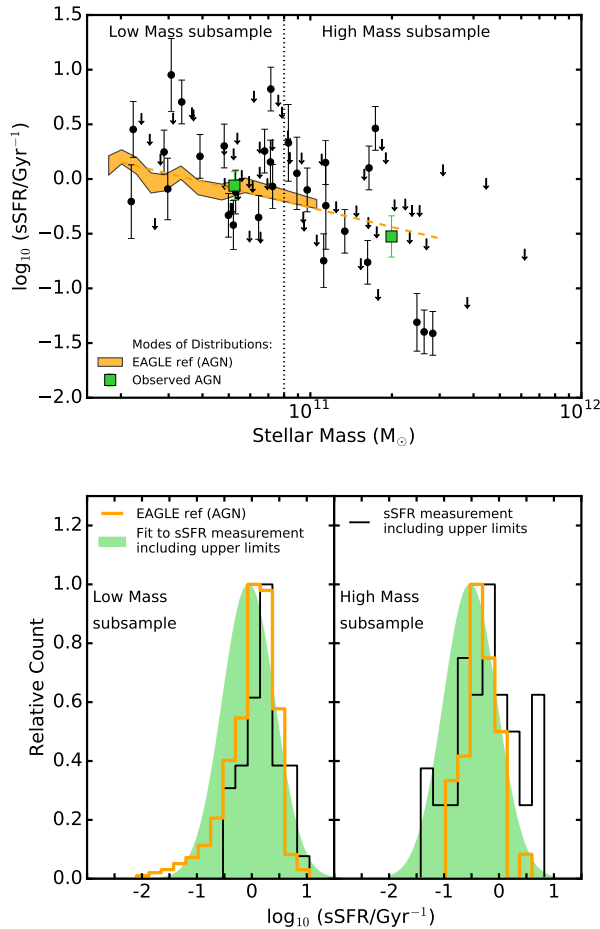 Low Mass subsample
High Mass subsample
1.5
1.0
0.5
0.0
−0.5
−1.0
−1.5
−2.0
log₁₀ (sSFR/Gyr⁻¹)
Modes of Distributions:
EAGLE ref (AGN)
Observed AGN
10¹¹
10¹²
Stellar Mass (M☉)
EAGLE ref (AGN)
Fit to sSFR measurement
including upper limits
sSFR measurement
including upper limits
Low Mass
subsample
High Mass
subsample
1.2
1.0
0.8
0.6
0.4
0.2
0.0
Relative Count
-2
-1
0
1
-2
-1
0
1
log₁₀ (sSFR/Gyr⁻¹)